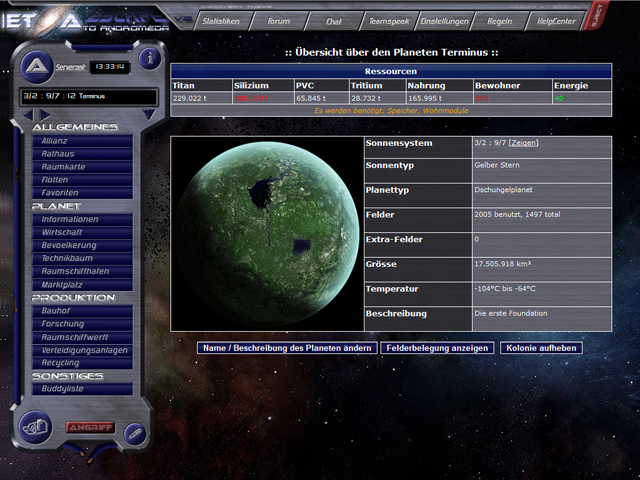 ETOA ESCAPE TO ANDROMEDA
Statistiken Forum Chat Teamspeak Einstellungen Regeln HelpCenter EJECT
:: Übersicht über den Planeten Terminus ::
Serverzeit 13:33:14
3/2 : 9/7 : 12 Terminus
ALLGEMEINES
Allianz
Rathaus
Raumkarte
Flotten
Favoriten
PLANET
Informationen
Wirtschaft
Bevoelkerung
Technikbaum
Raumschiffhafen
Marktplatz
PRODUKTION
Bauhof
Forschung
Raumschiffwerft
Verteidigungsanlagen
Recycling
SONSTIGES
Buddyliste
ANGRIFF
Ressourcen
Titan Silizium PVC Tritium Nahrung Bewohner Energie
229.022 t 65.845 t 28.732 t 165.995 t 40
Es werden benötigt: Speicher, Wohnmodule
Sonnensystem 3/2 : 9/7 [Zeigen]
Sonnentyp Gelber Stern
Planettyp Dschungelplanet
Felder 2005 benutzt, 1497 total
Extra-Felder 0
Grösse 17.505.918 km²
Temperatur -104°C bis -64°C
Beschreibung Die erste Foundation
Name / Beschreibung des Planeten ändern Felderbelegung anzeigen Kolonie aufheben